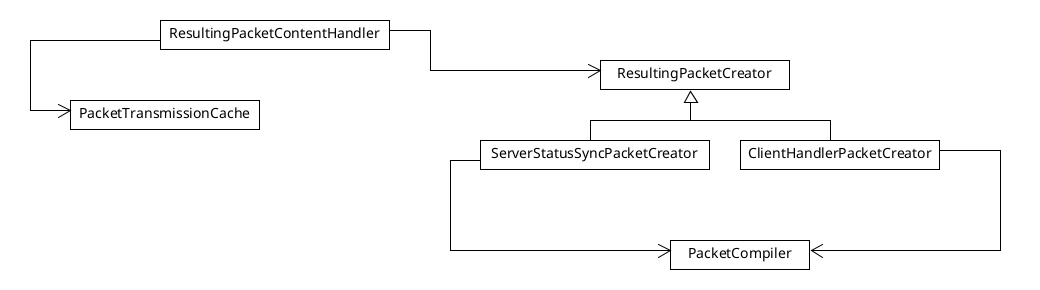 ResultingPacketContentHandler
ResultingPacketCreator
PacketTransmissionCache
ServerStatusSyncPacketCreator
ClientHandlerPacketCreator
PacketCompiler